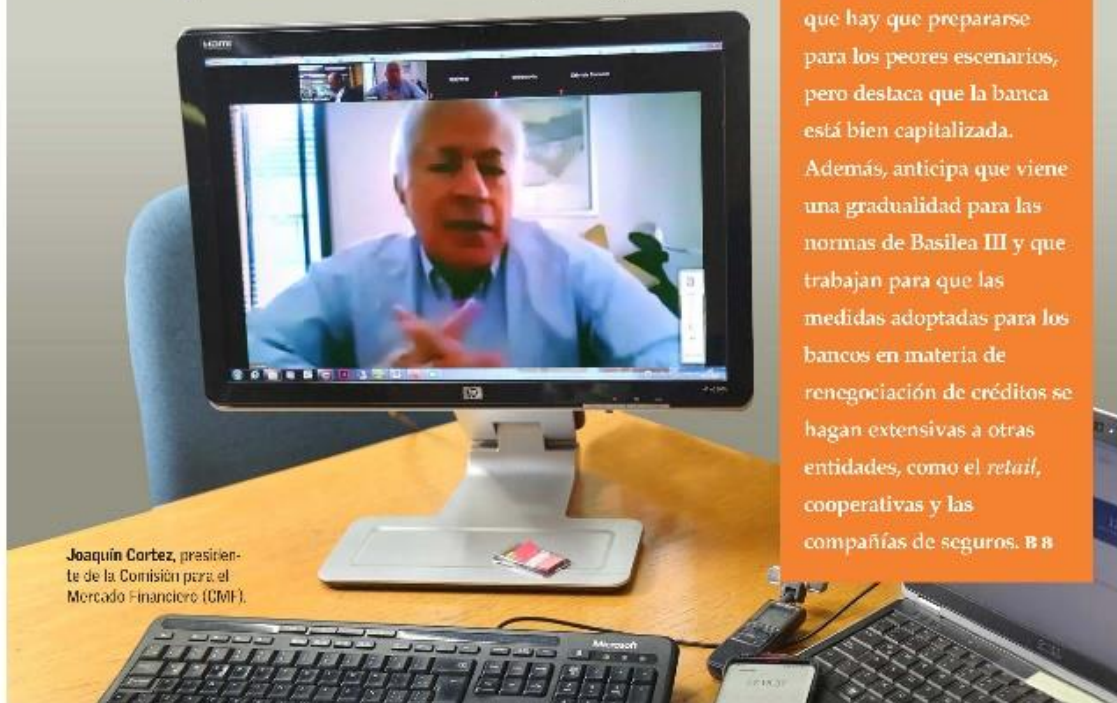 que hay que prepararse
para los peores escenarios,
pero destaca que la banca
está bien capitalizada.
Además, anticipa que viene
una gradualidad para las
normas de Basilea III y que
trabajan para que las
medidas adoptadas para los
bancos en materia de
renegociación de créditos se
hagan extensivas a otras
entidades, como el retail,
cooperativas y las
compañías de seguros. B 8
Joaquín Cortez, presiden-
te de la Comisión para el
Mercado Financiero (CMF).
HDMI
hp
Microsoft